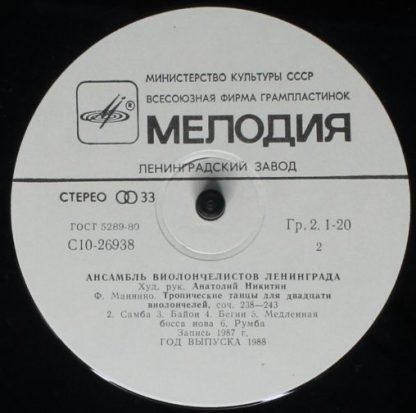 МИНИСТЕРСТВО КУЛЬТУРЫ СССР
ВСЕСОЮЗНАЯ ФИРМА ГРАМПЛАСТИНОК
МЕЛОДИЯ
ЛЕНИНГРАДСКИЙ ЗАВОД
СТЕРЕО 33
ГОСТ 5289-80
Гр. 2. 1-20
С10-26938
2
АНСАМБЛЬ ВИОЛОНЧЕЛИСТОВ ЛЕНИНГРАДА
Худ. рук. Анатолий Никитин
Ф. Маннино. Тропические танцы для двадцати
виолончелей, соч. 238—243
2. Самба 3. Байон 4. Бегин 5. Медленная
босса нова 6. Румба
Запись 1987 г.
ГОД ВЫПУСКА 1988